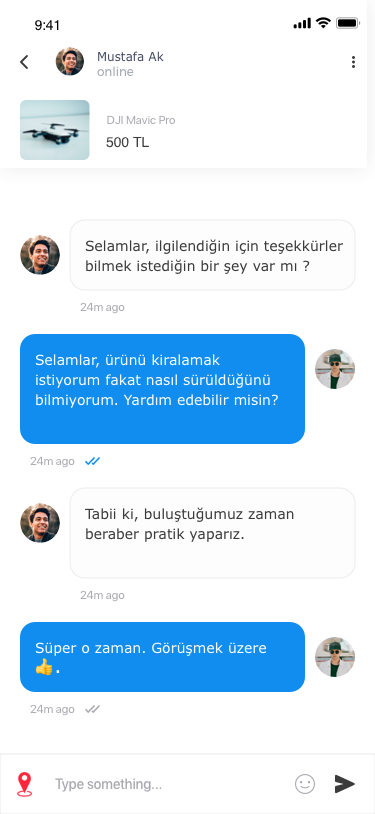 9:41
Mustafa Ak
online
DJI Mavic Pro
500 TL
Selamlar, ilgilendiğin için teşekkürler
bilmek istediğin bir şey var mı ?
24m ago
Selamlar, ürünü kiralamak
istiyorum fakat nasıl sürüldüğünü
bilmiyorum. Yardım edebilir misin?
24m ago
Tabii ki, buluştuğumuz zaman
beraber pratik yaparız.
24m ago
Süper o zaman. Görüşmek üzere
👍.
24m ago
Type something...